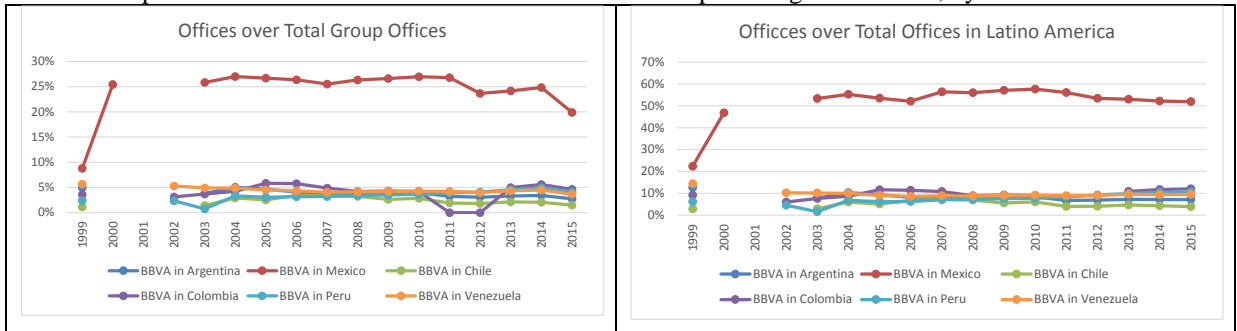 Offices over Total Group Offices
30%
25%
20%
15%
10%
5%
0%
1999 2000 2001 2002 2003 2004 2005 2006 2007 2008 2009 2010 2011 2012 2013 2014 2015
BBVA in Argentina BBVA in Mexico BBVA in Chile
BBVA in Colombia BBVA in Peru BBVA in Venezuela
Officces over Total Offices in Latino America
70%
60%
50%
40%
30%
20%
10%
0%
1999 2000 2001 2002 2003 2004 2005 2006 2007 2008 2009 2010 2011 2012 2013 2014 2015
BBVA in Argentina BBVA in Mexico BBVA in Chile
BBVA in Colombia BBVA in Peru BBVA in Venezuela